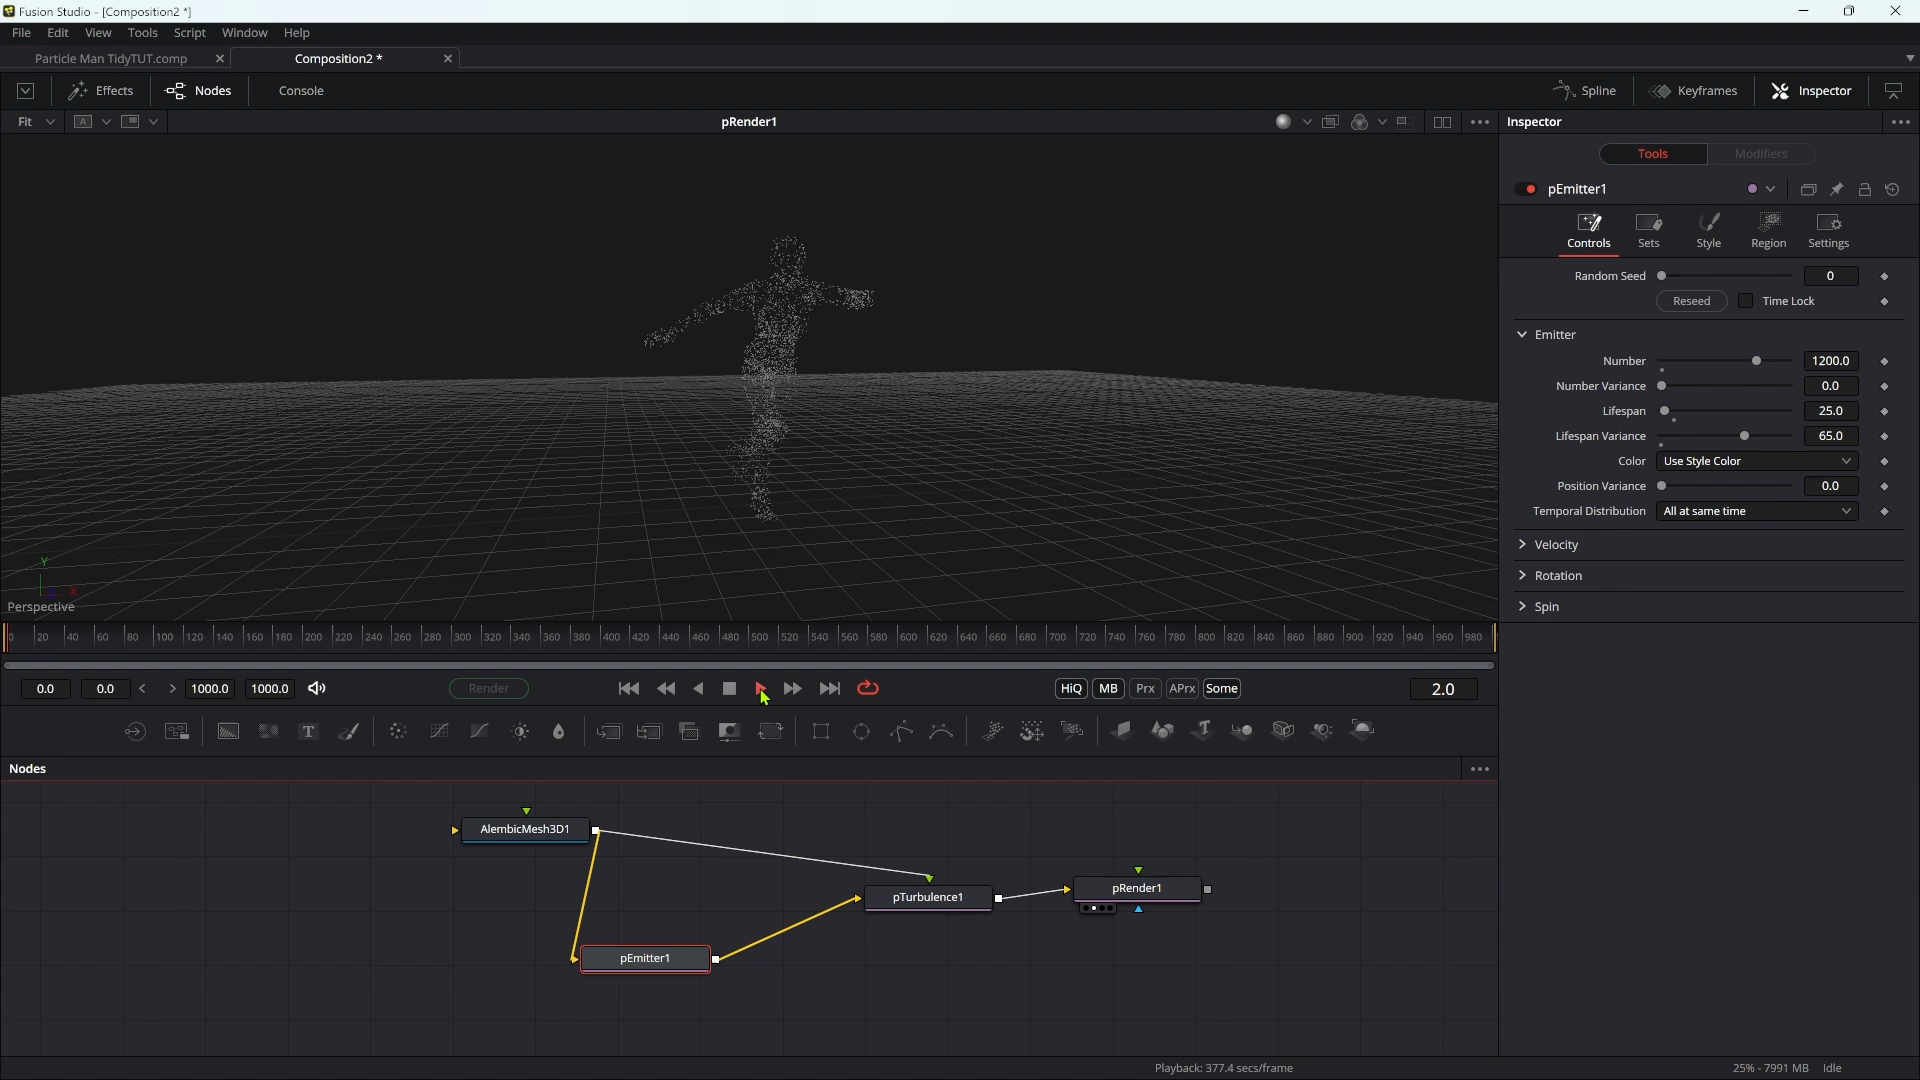 Fusion Studio - [Composition2 *]
File Edit View Tools Script Window Help
Particle Man TidyTUT.comp Composition2 *
Effects Nodes Console Spline Keyframes Inspector
Fit A pRender1 Inspector
Tools Modifiers
pEmitter1
Controls Sets Style Region Settings
Random Seed 0
Reseed Time Lock
Emitter
Number 1200.0
Number Variance 0.0
Lifespan 25.0
Lifespan Variance 65.0
Color Use Style Color
Position Variance 0.0
Temporal Distribution All at same time
Velocity
Rotation
Spin
Y
X
Perspective
0 20 40 60 80 100 120 140 160 180 200 220 240 260 280 300 320 340 360 380 400 420 440 460 480 500 520 540 560 580 600 620 640 660 680 700 720 740 760 780 800 820 840 860 880 900 920 940 960 980
0.0 0.0 1000.0 1000.0 Render HiQ MB Prx APrx Some 2.0
T T
Nodes
AlembicMesh3D1
pRender1
pTurbulence1
pEmitter1
Playback: 377.4 secs/frame 25% - 7991 MB Idle